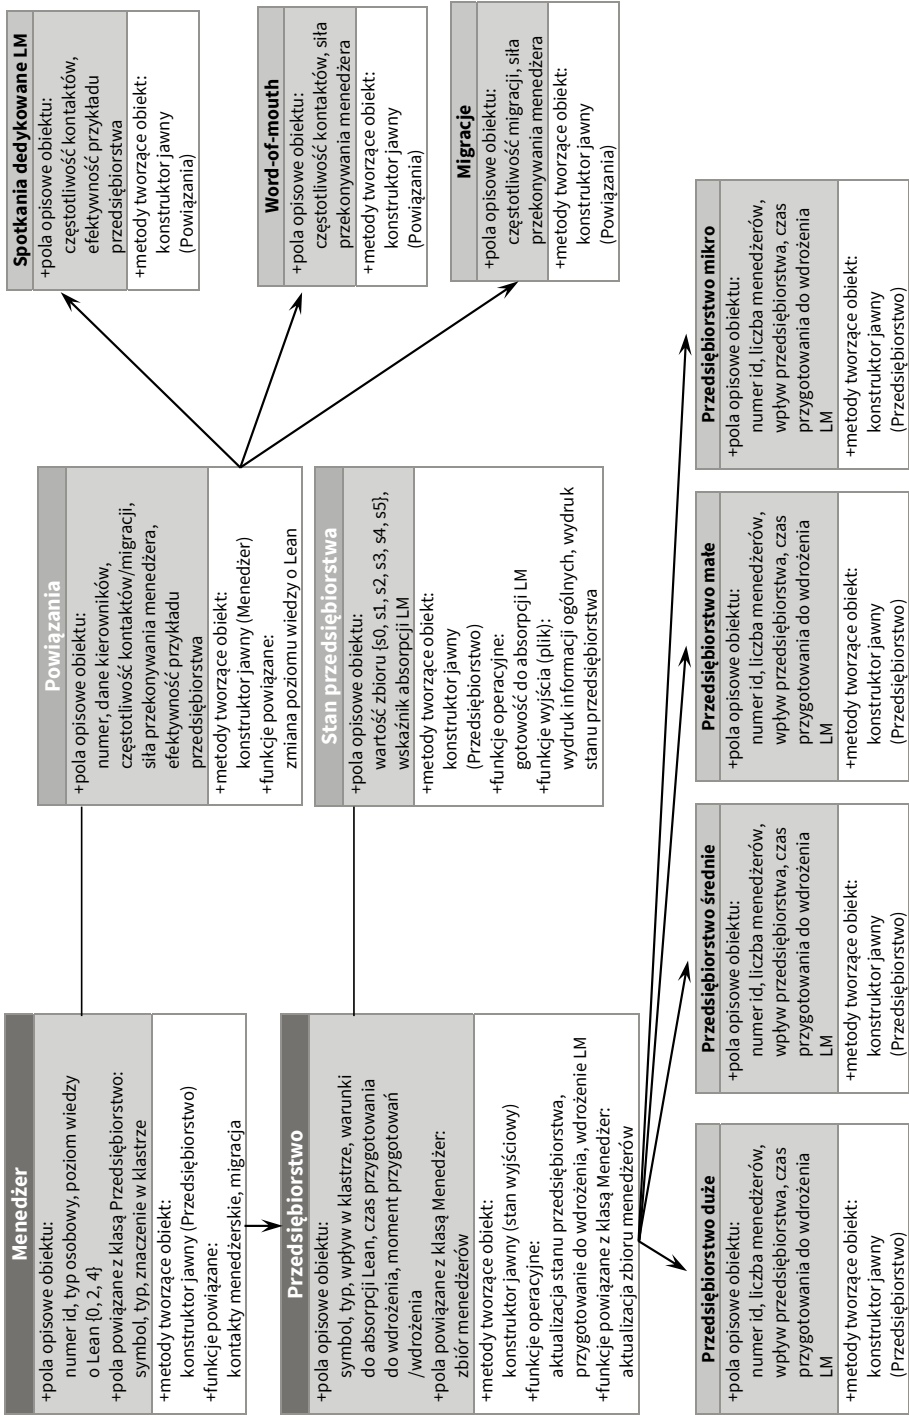 Menedżer
+pola opisowe obiektu:
numer id, typ osobowy, poziom wiedzy
o Lean {0, 2, 4}
+pola powiązane z klasą Przedsiębiorstwo:
symbol, typ, znaczenie w klastrze
+metody tworzące obiekt:
konstruktor jawny (Przedsiębiorstwo)
+funkcje powiązane:
kontakty menedżerskie, migracja
Powiązania
+pola opisowe obiektu:
numer, dane kierowników,
częstotliwość kontaktów/migracji,
siła przekonywania menedżera,
efektywność przykładu
przedsiębiorstwa
+metody tworzące obiekt:
konstruktor jawny (Menedżer)
+funkcje powiązane:
zmiana poziomu wiedzy o Lean
Spotkania dedykowane LM
+pola opisowe obiektu:
częstotliwość kontaktów,
efektywność przykładu
przedsiębiorstwa
+metody tworzące obiekt:
konstruktor jawny
(Powiązania)
Word-of-mouth
+pola opisowe obiektu:
częstotliwość kontaktów, siła
przekonywania menedżera
+metody tworzące obiekt:
konstruktor jawny
(Powiązania)
Migracje
+pola opisowe obiektu:
częstotliwość migracji, siła
przekonywania menedżera
+metody tworzące obiekt:
konstruktor jawny
(Powiązania)
Przedsiębiorstwo
+pola opisowe obiektu:
symbol, typ, wpływ w klastrze, warunki
do absorpcji Lean, czas przygotowania
do wdrożenia, moment przygotowań
/wdrożenia
+pola powiązane z klasą Menedżer:
zbiór menedżerów
+metody tworzące obiekt:
konstruktor jawny (stan wyjściowy)
+funkcje operacyjne:
aktualizacja stanu przedsiębiorstwa,
przygotowanie do wdrożenia, wdrożenie LM
+funkcje powiązane z klasą Menedżer:
aktualizacja zbioru menedżerów
Stan przedsiębiorstwa
+pola opisowe obiektu:
wartość zbioru {s0, s1, s2, s3, s4, s5},
wskaźnik absorpcji LM
+metody tworzące obiekt:
konstruktor jawny
(Przedsiębiorstwo)
+funkcje operacyjne:
gotowość do absorpcji LM
+funkcje wyjścia (plik):
wydruk informacji ogólnych, wydruk
stanu przedsiębiorstwa
Przedsiębiorstwo duże
+pola opisowe obiektu:
numer id, liczba menedżerów,
wpływ przedsiębiorstwa, czas
przygotowania do wdrożenia
LM
+metody tworzące obiekt:
konstruktor jawny
(Przedsiębiorstwo)
Przedsiębiorstwo średnie
+pola opisowe obiektu:
numer id, liczba menedżerów,
wpływ przedsiębiorstwa, czas
przygotowania do wdrożenia
LM
+metody tworzące obiekt:
konstruktor jawny
(Przedsiębiorstwo)
Przedsiębiorstwo małe
+pola opisowe obiektu:
numer id, liczba menedżerów,
wpływ przedsiębiorstwa, czas
przygotowania do wdrożenia
LM
+metody tworzące obiekt:
konstruktor jawny
(Przedsiębiorstwo)
Przedsiębiorstwo mikro
+pola opisowe obiektu:
numer id, liczba menedżerów,
wpływ przedsiębiorstwa, czas
przygotowania do wdrożenia
LM
+metody tworzące obiekt:
konstruktor jawny
(Przedsiębiorstwo)